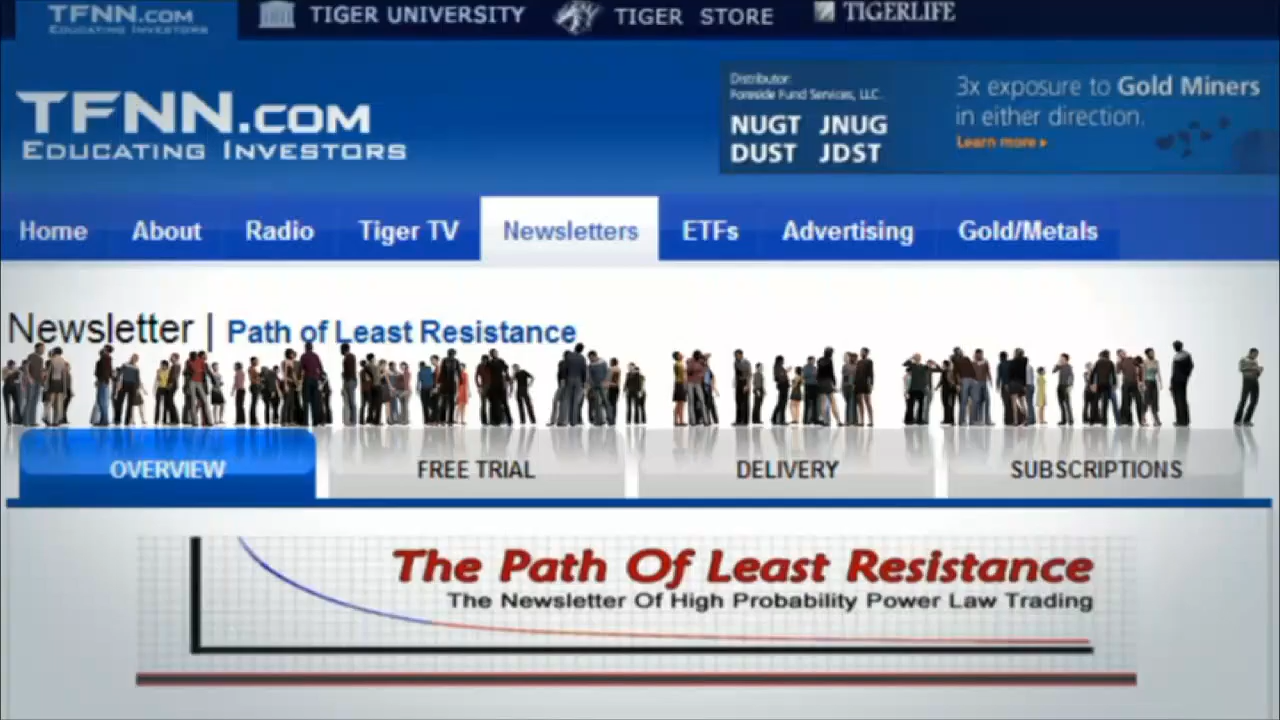 TFNN.COM
EDUCATING INVESTORS
TIGER UNIVERSITY
TIGER STORE
TIGERLIFE
TFNN.COM
EDUCATING INVESTORS
Distributor:
Foreside Fund Services, LLC.
NUGT JNUG
DUST JDST
3x exposure to Gold Miners
in either direction.
Learn more
Home About Radio Tiger TV Newsletters ETFs Advertising Gold/Metals
Newsletter | Path of Least Resistance
OVERVIEW FREE TRIAL DELIVERY SUBSCRIPTIONS
The Path Of Least Resistance
The Newsletter Of High Probability Power Law Trading